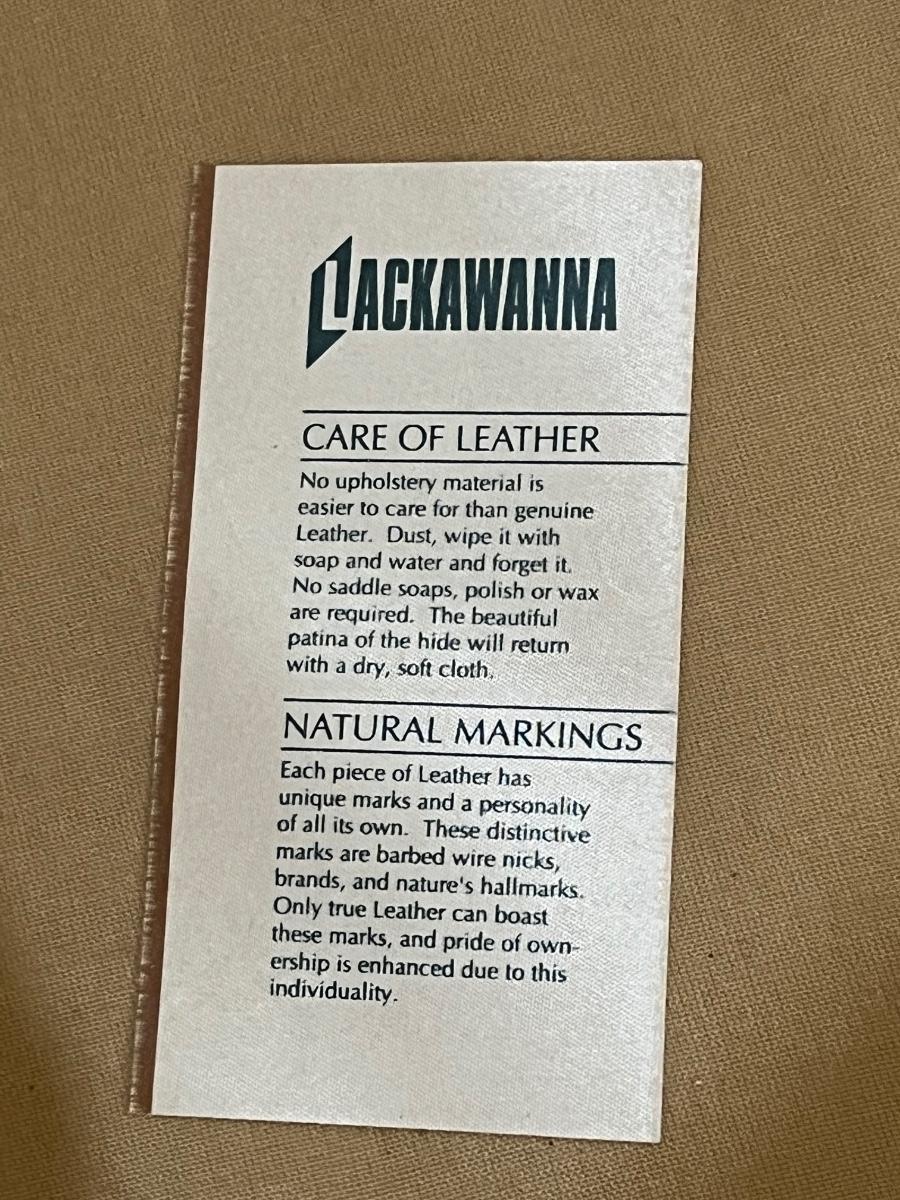 LACKAWANNA
CARE OF LEATHER
No upholstery material is
easier to care for than genuine
Leather. Dust, wipe it with
soap and water and forget it.
No saddle soaps, polish or wax
are required. The beautiful
patina of the hide will return
with a dry, soft cloth.
NATURAL MARKINGS
Each piece of Leather has
unique marks and a personality
of all its own. These distinctive
marks are barbed wire nicks,
brands, and nature's hallmarks.
Only true Leather can boast
these marks, and pride of own-
ership is enhanced due to this
individuality.